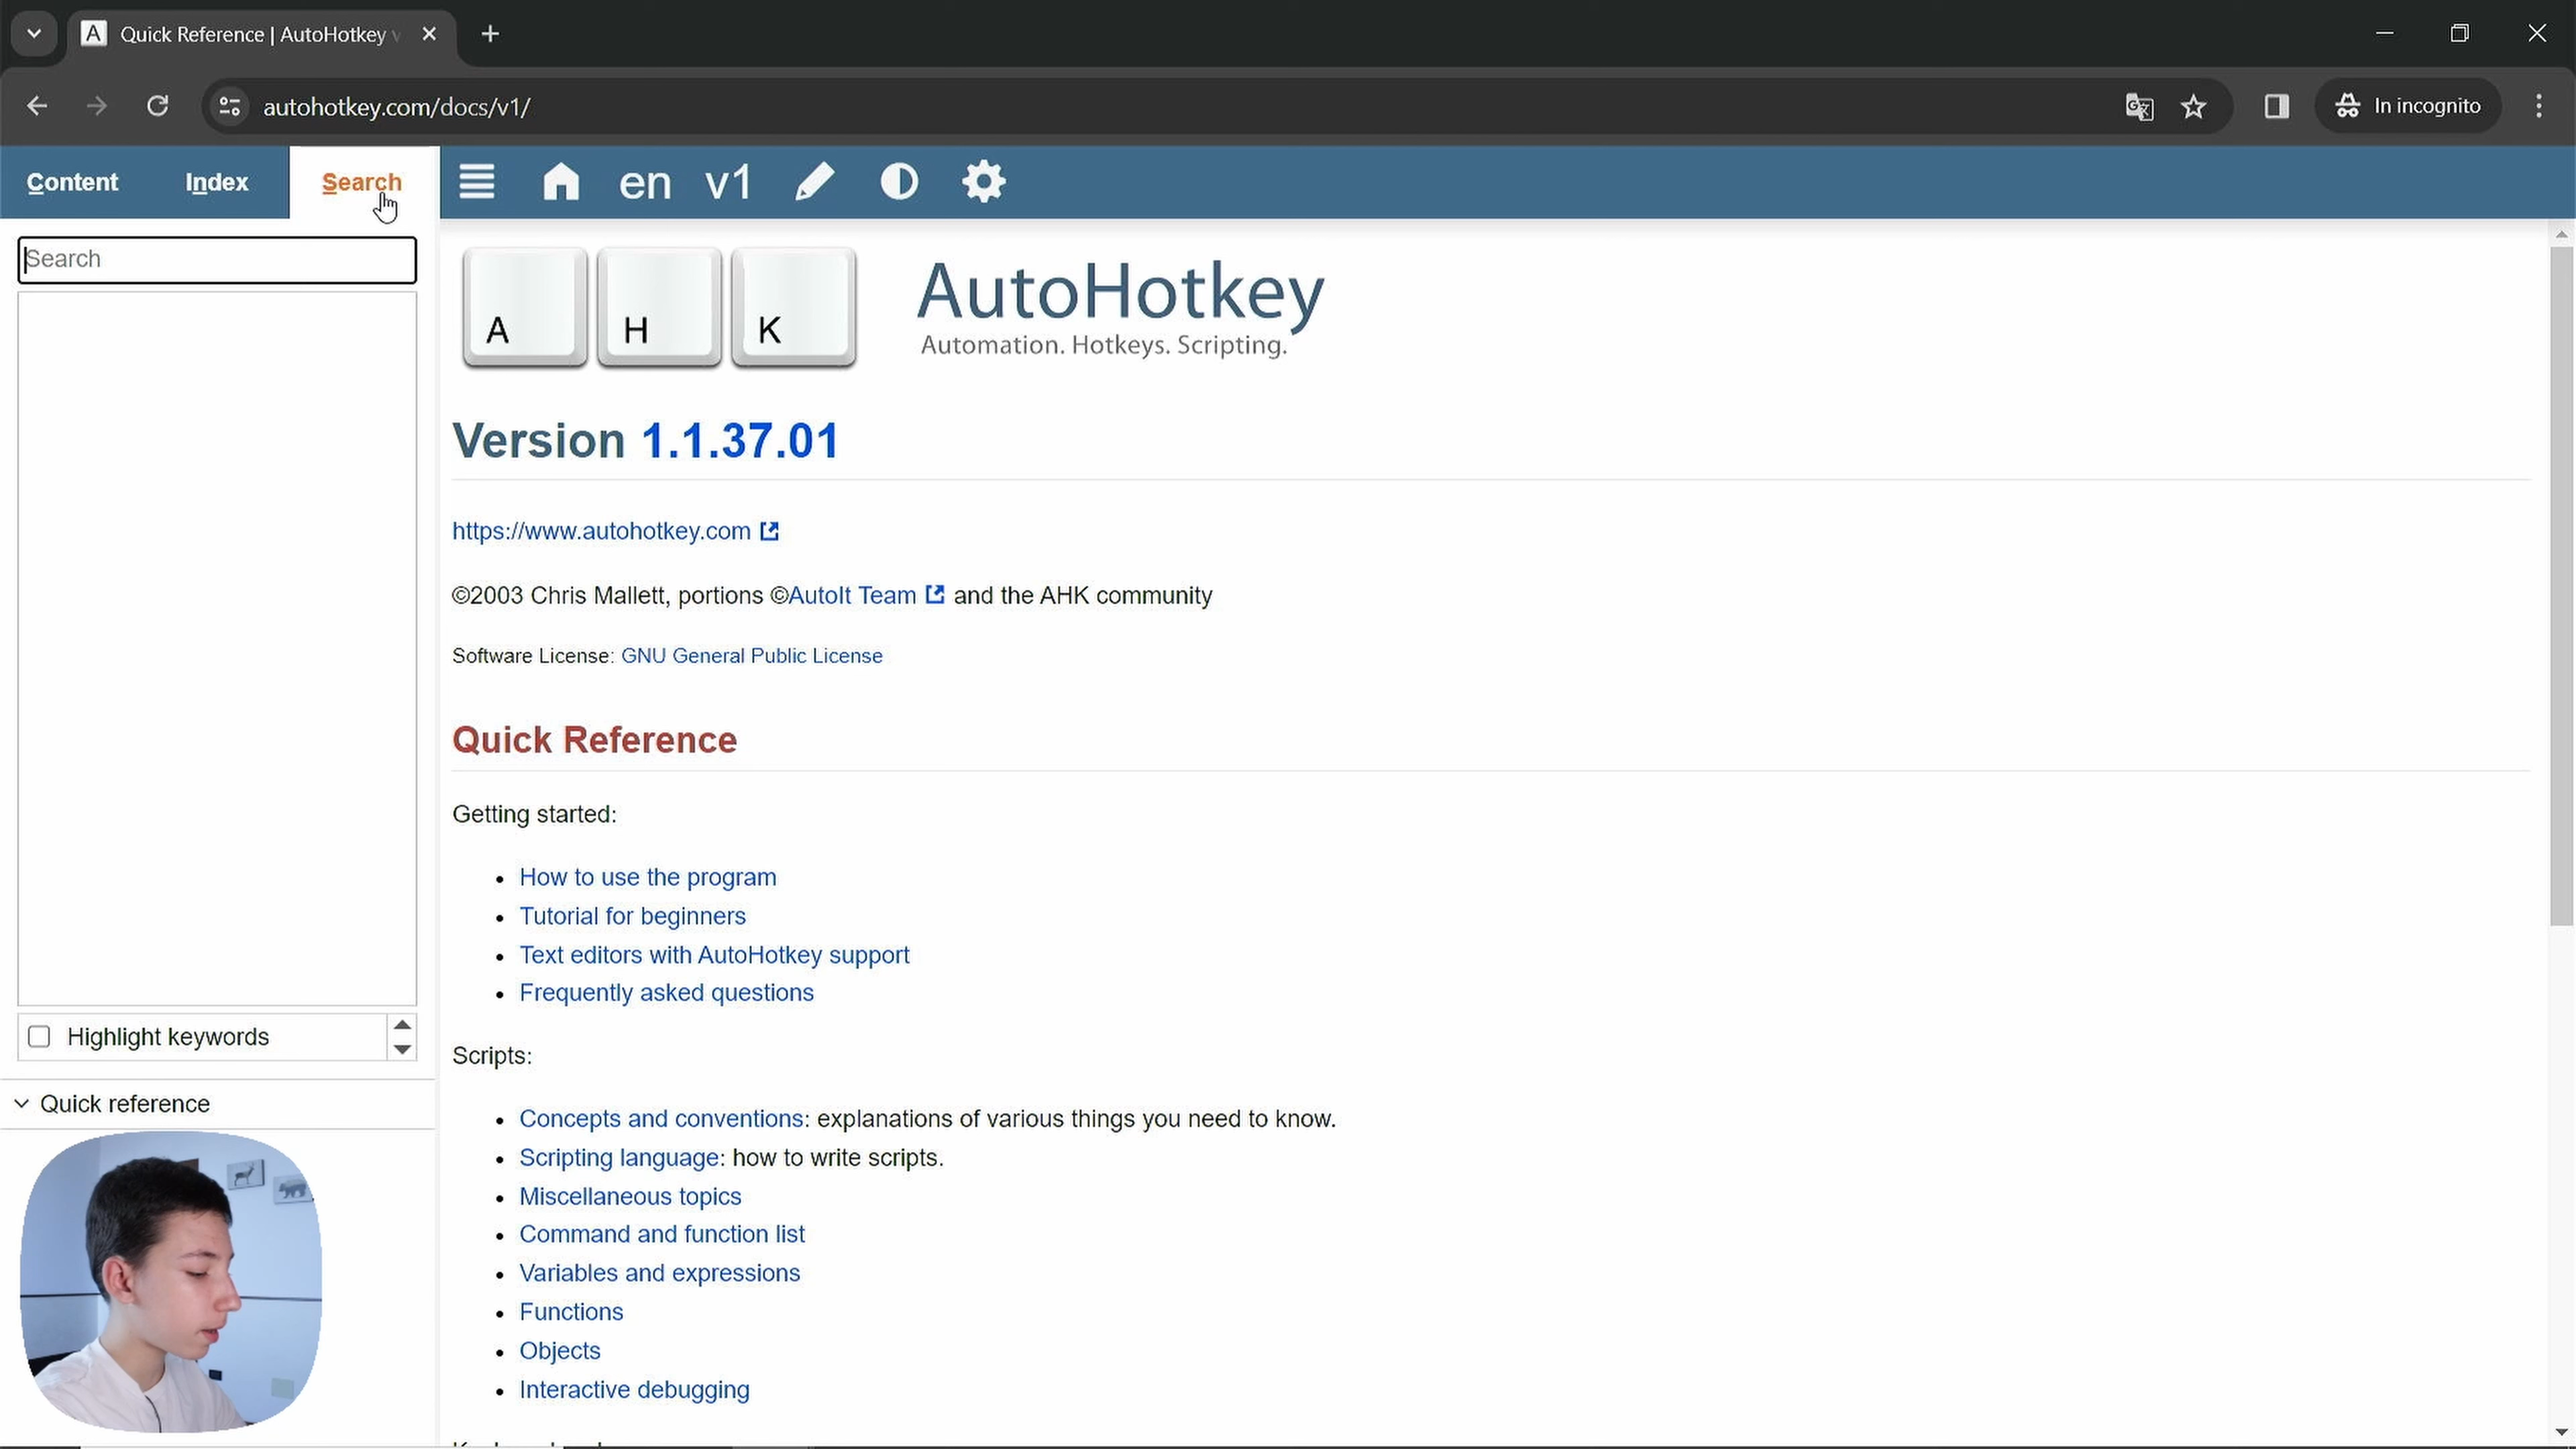 Quick Reference | AutoHotkey
autohotkey.com/docs/v1/
In incognito
Content
Index
Search
en
v1
Search
A
H
K
AutoHotkey
Automation. Hotkeys. Scripting.
Version 1.1.37.01
https://www.autohotkey.com
©2003 Chris Mallett, portions ©AutoIt Team and the AHK community
Software License: GNU General Public License
Quick Reference
Getting started:
• How to use the program
• Tutorial for beginners
• Text editors with AutoHotkey support
• Frequently asked questions
Scripts:
• Concepts and conventions: explanations of various things you need to know.
• Scripting language: how to write scripts.
• Miscellaneous topics
• Command and function list
• Variables and expressions
• Functions
• Objects
• Interactive debugging
Highlight keywords
Quick reference